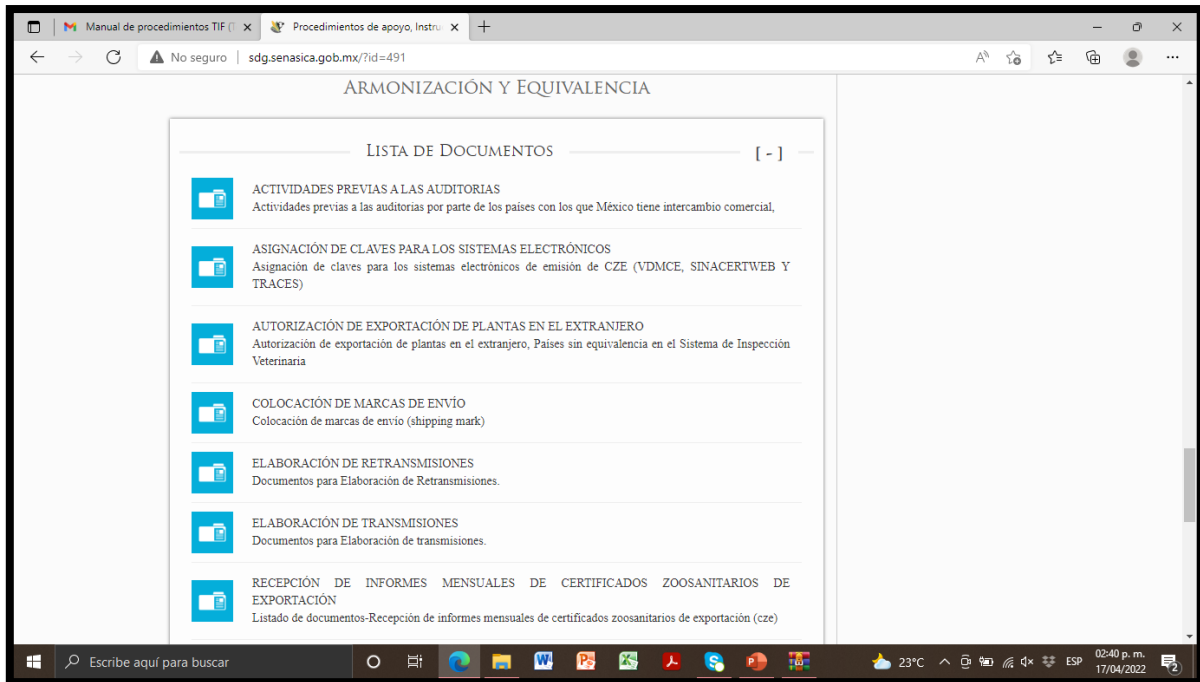 Manual de procedimientos TIF (T
Procedimientos de apoyo, Instru
No seguro
sdg.senasica.gob.mx/?id=491
ARMONIZACIÓN Y EQUIVALENCIA
LISTA DE DOCUMENTOS [ - ]
ACTIVIDADES PREVIAS A LAS AUDITORIAS
Actividades previas a las auditorias por parte de los países con los que México tiene intercambio comercial,
ASIGNACIÓN DE CLAVES PARA LOS SISTEMAS ELECTRÓNICOS
Asignación de claves para los sistemas electrónicos de emisión de CZE (VDMCE, SINACERTWEB Y
TRACES)
AUTORIZACIÓN DE EXPORTACIÓN DE PLANTAS EN EL EXTRANJERO
Autorización de exportación de plantas en el extranjero, Países sin equivalencia en el Sistema de Inspección
Veterinaria
COLOCACIÓN DE MARCAS DE ENVÍO
Colocación de marcas de envío (shipping mark)
ELABORACIÓN DE RETRANSMISIONES
Documentos para Elaboración de Retransmisiones.
ELABORACIÓN DE TRANSMISIONES
Documentos para Elaboración de transmisiones.
RECEPCIÓN DE INFORMES MENSUALES DE CERTIFICADOS ZOOSANITARIOS DE
EXPORTACIÓN
Listado de documentos-Recepción de informes mensuales de certificados zoosanitarios de exportación (cze)
Escribe aquí para buscar
23°C
ESP
02:40 p. m.
17/04/2022
2